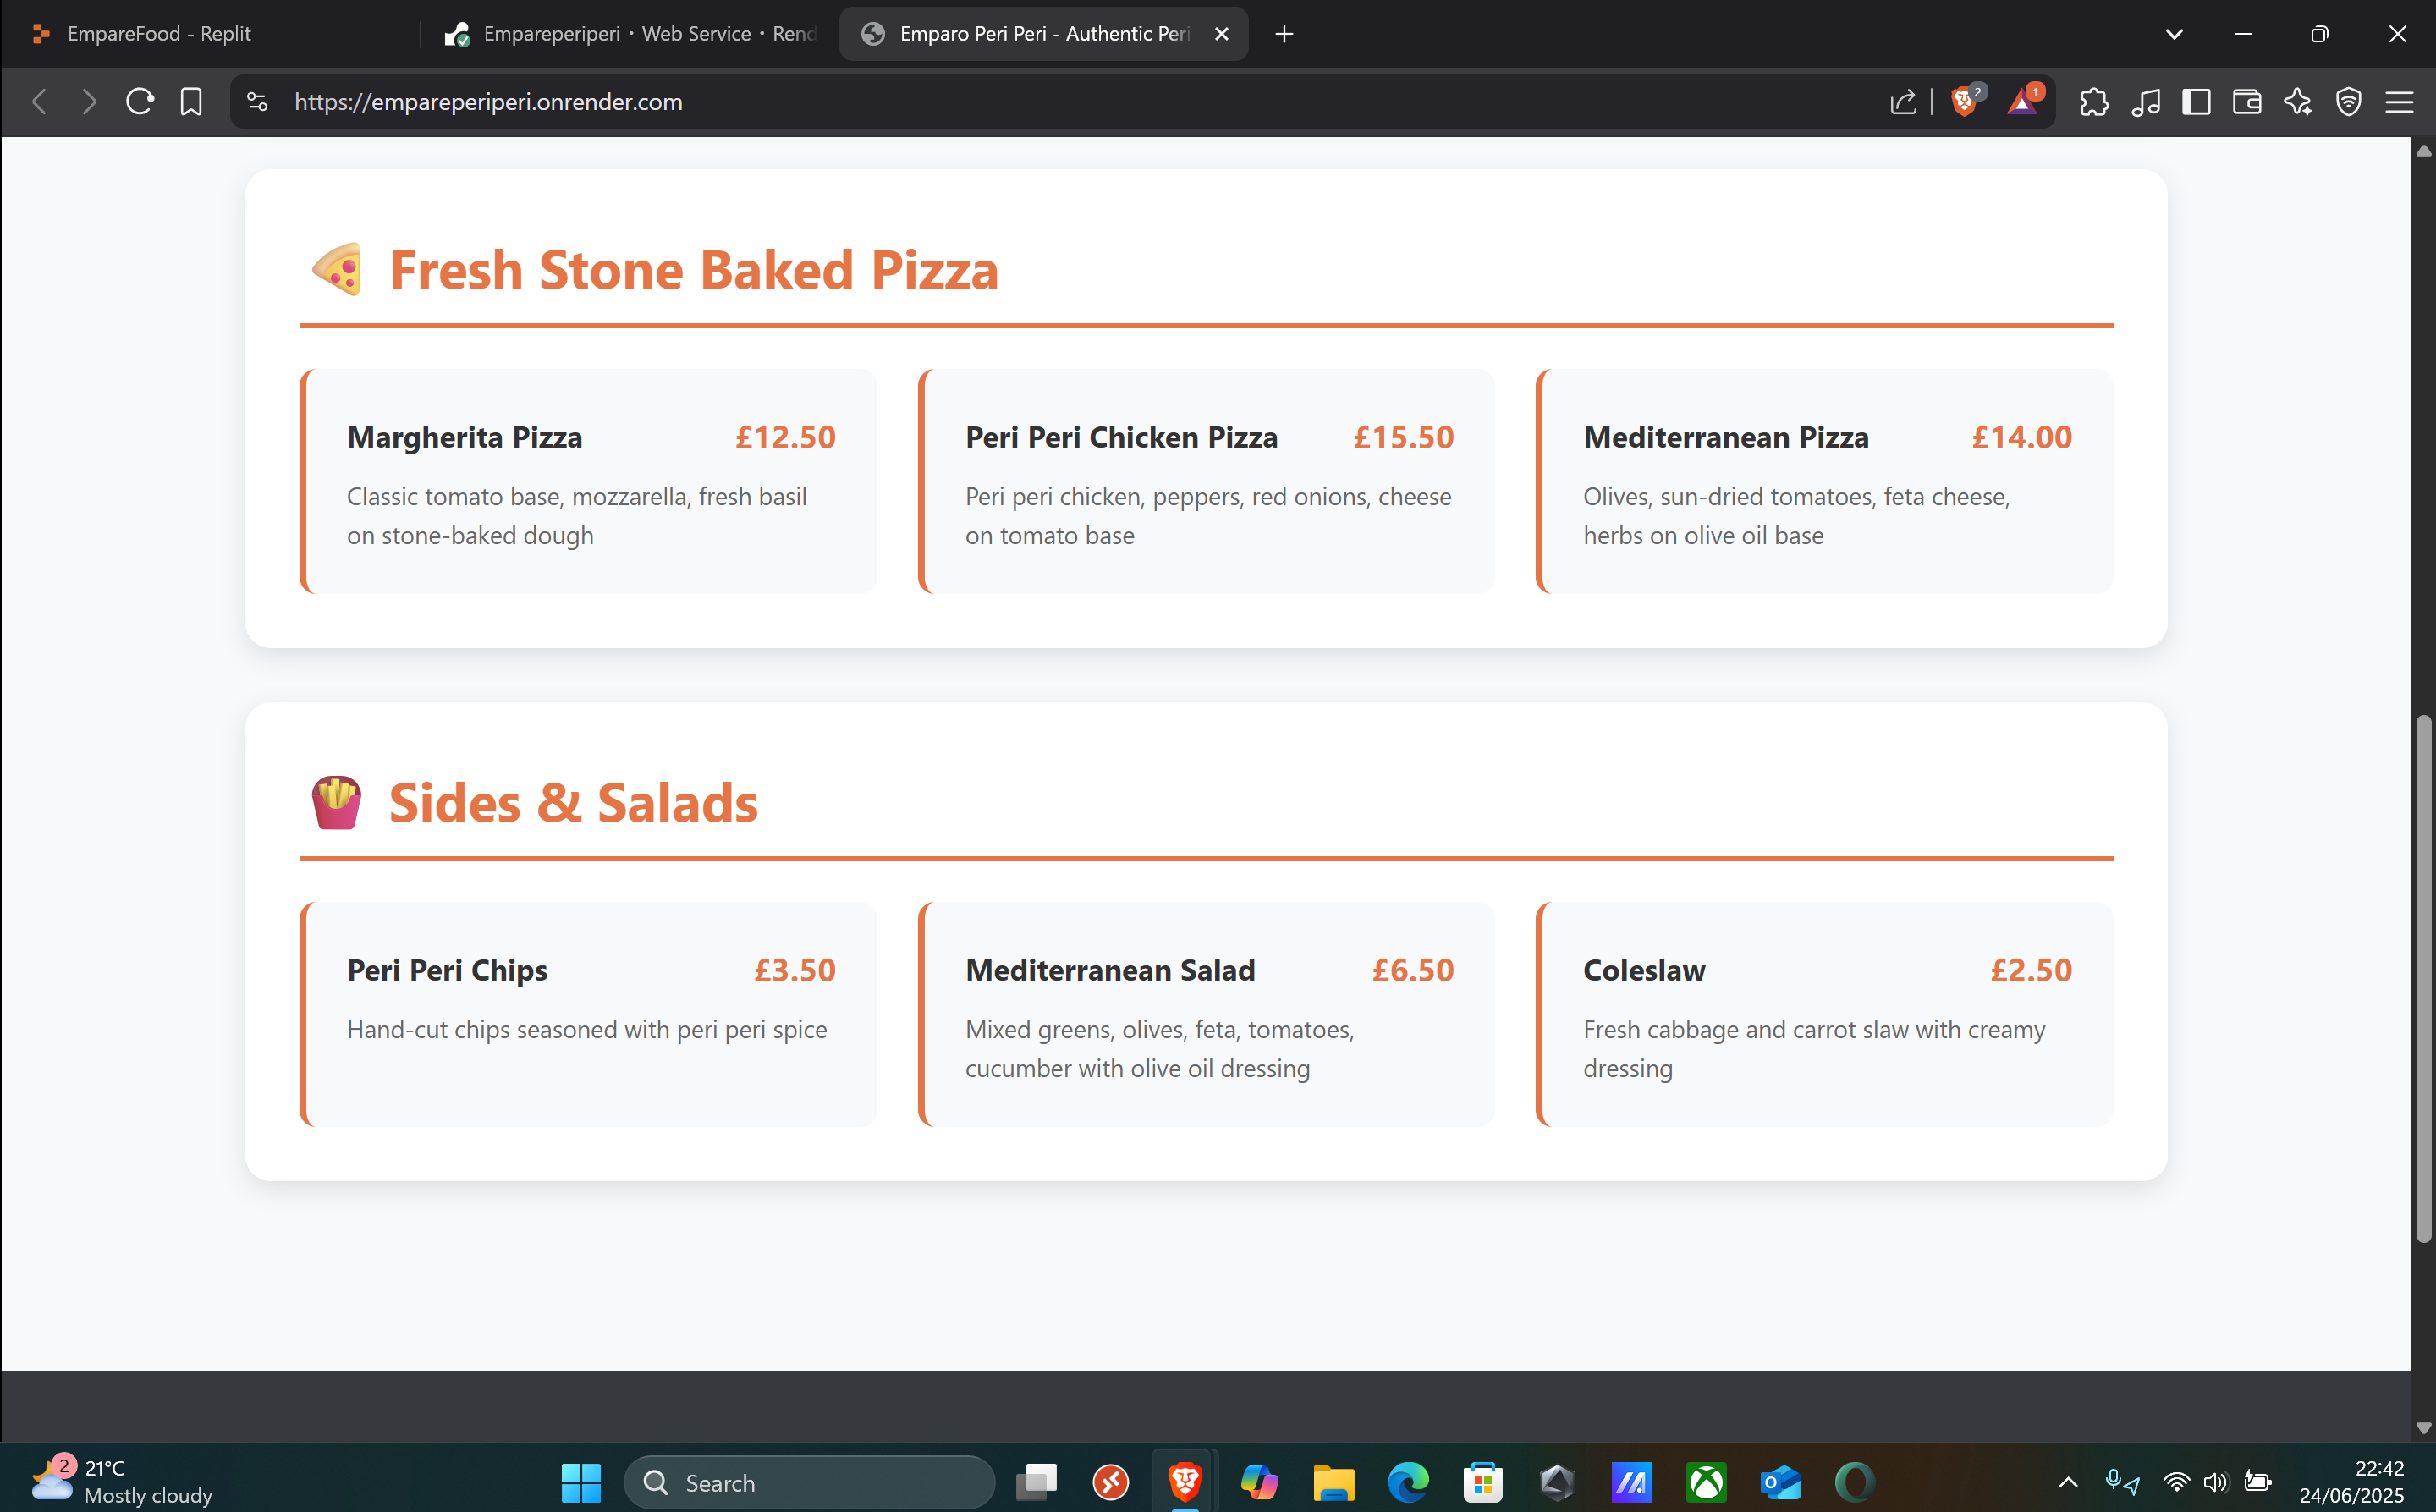 EmpareFood - Replit
Empareperiperi • Web Service • Rend
Emparo Peri Peri - Authentic Peri
https://empareperiperi.onrender.com
2
1
Fresh Stone Baked Pizza
Margherita Pizza £12.50
Classic tomato base, mozzarella, fresh basil
on stone-baked dough
Peri Peri Chicken Pizza £15.50
Peri peri chicken, peppers, red onions, cheese
on tomato base
Mediterranean Pizza £14.00
Olives, sun-dried tomatoes, feta cheese,
herbs on olive oil base
Sides & Salads
Peri Peri Chips £3.50
Hand-cut chips seasoned with peri peri spice
Mediterranean Salad £6.50
Mixed greens, olives, feta, tomatoes,
cucumber with olive oil dressing
Coleslaw £2.50
Fresh cabbage and carrot slaw with creamy
dressing
2
21°C
Mostly cloudy
Search
22:42
24/06/2025